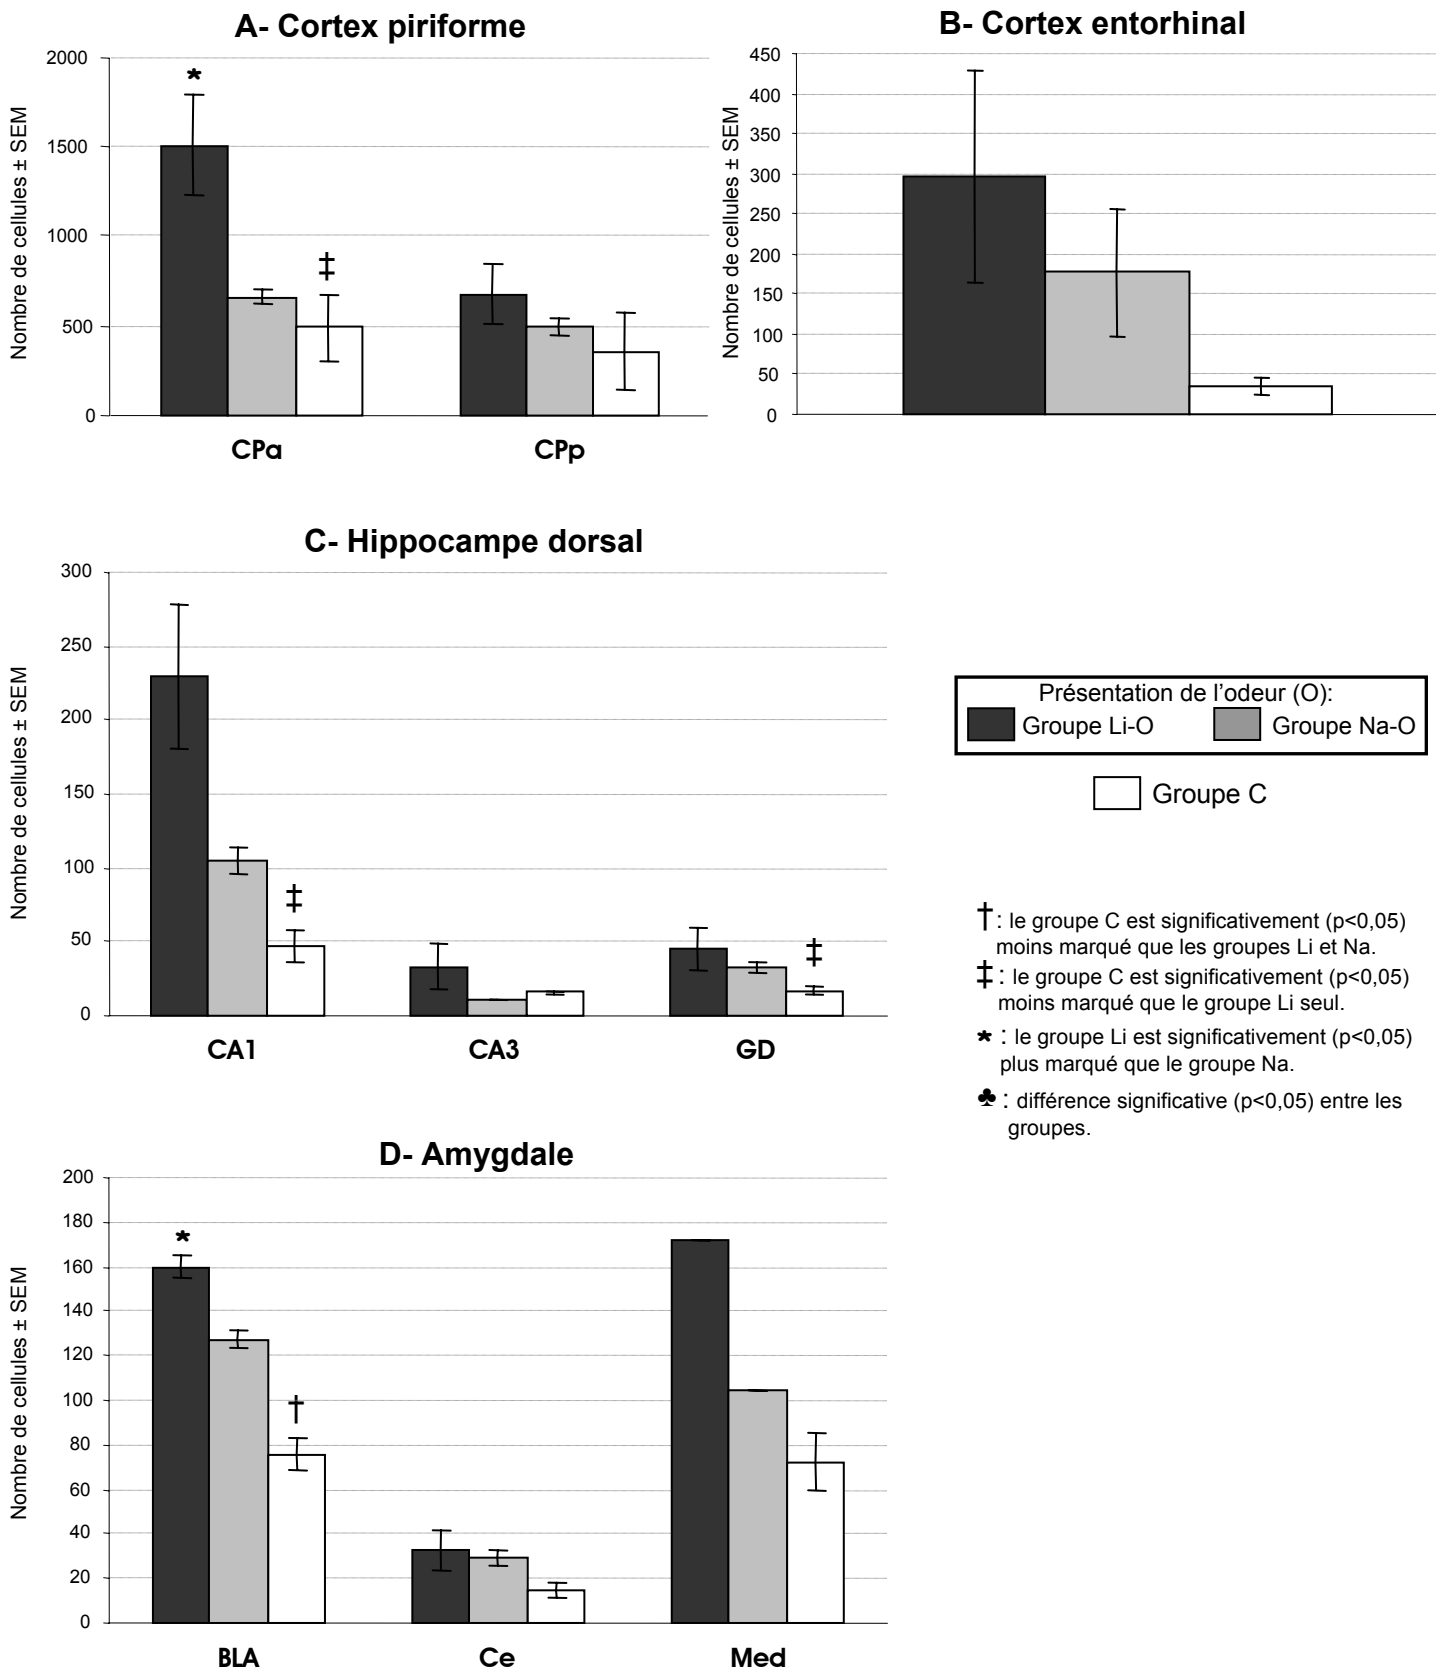 A- Cortex piriforme
Nombre de cellules ± SEM
2000
1500
1000
500
0
*
‡
CPa
CPp
B- Cortex entorhinal
Nombre de cellules ± SEM
450
400
350
300
250
200
150
100
50
0
C- Hippocampe dorsal
Nombre de cellules ± SEM
300
250
200
150
100
50
0
‡
‡
CA1
CA3
GD
Présentation de l'odeur (O):
Groupe Li-O
Groupe Na-O
Groupe C
† : le groupe C est significativement (p<0,05)
moins marqué que les groupes Li et Na.
‡ : le groupe C est significativement (p<0,05)
moins marqué que le groupe Li seul.
* : le groupe Li est significativement (p<0,05)
plus marqué que le groupe Na.
♣ : différence significative (p<0,05) entre les
groupes.
D- Amygdale
Nombre de cellules ± SEM
200
180
160
140
120
100
80
60
40
20
0
*
†
BLA
Ce
Med